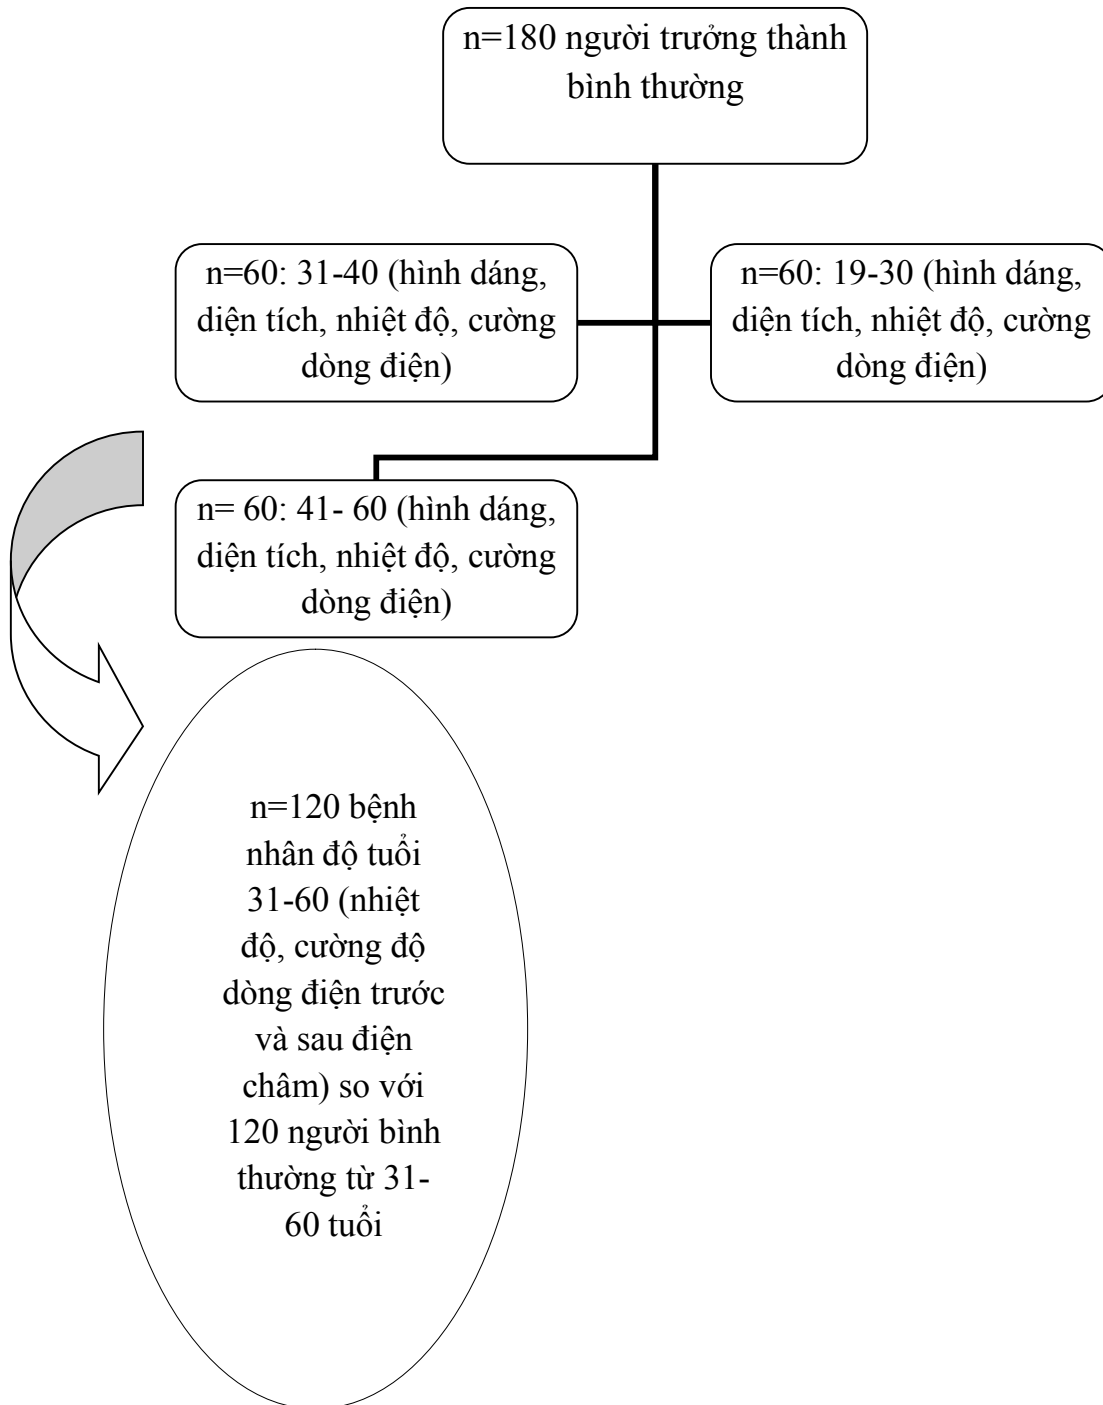 n=180 người trưởng thành
bình thường
n=60: 31-40 (hình dáng,
diện tích, nhiệt độ, cường
dòng điện)
n=60: 19-30 (hình dáng,
diện tích, nhiệt độ, cường
dòng điện)
n= 60: 41- 60 (hình dáng,
diện tích, nhiệt độ, cường
dòng điện)
n=120 bệnh
nhân độ tuổi
31-60 (nhiệt
độ, cường độ
dòng điện trước
và sau điện
châm) so với
120 người bình
thường từ 31-
60 tuổi